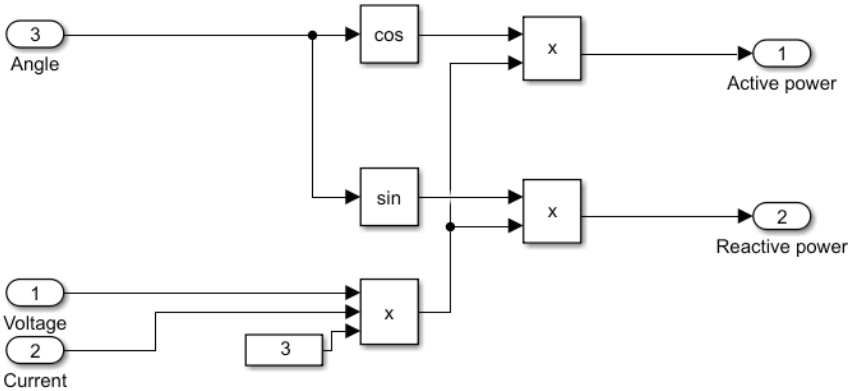 3
Angle
cos
x
1
Active power
sin
x
2
Reactive power
1
Voltage
2
Current
3
x